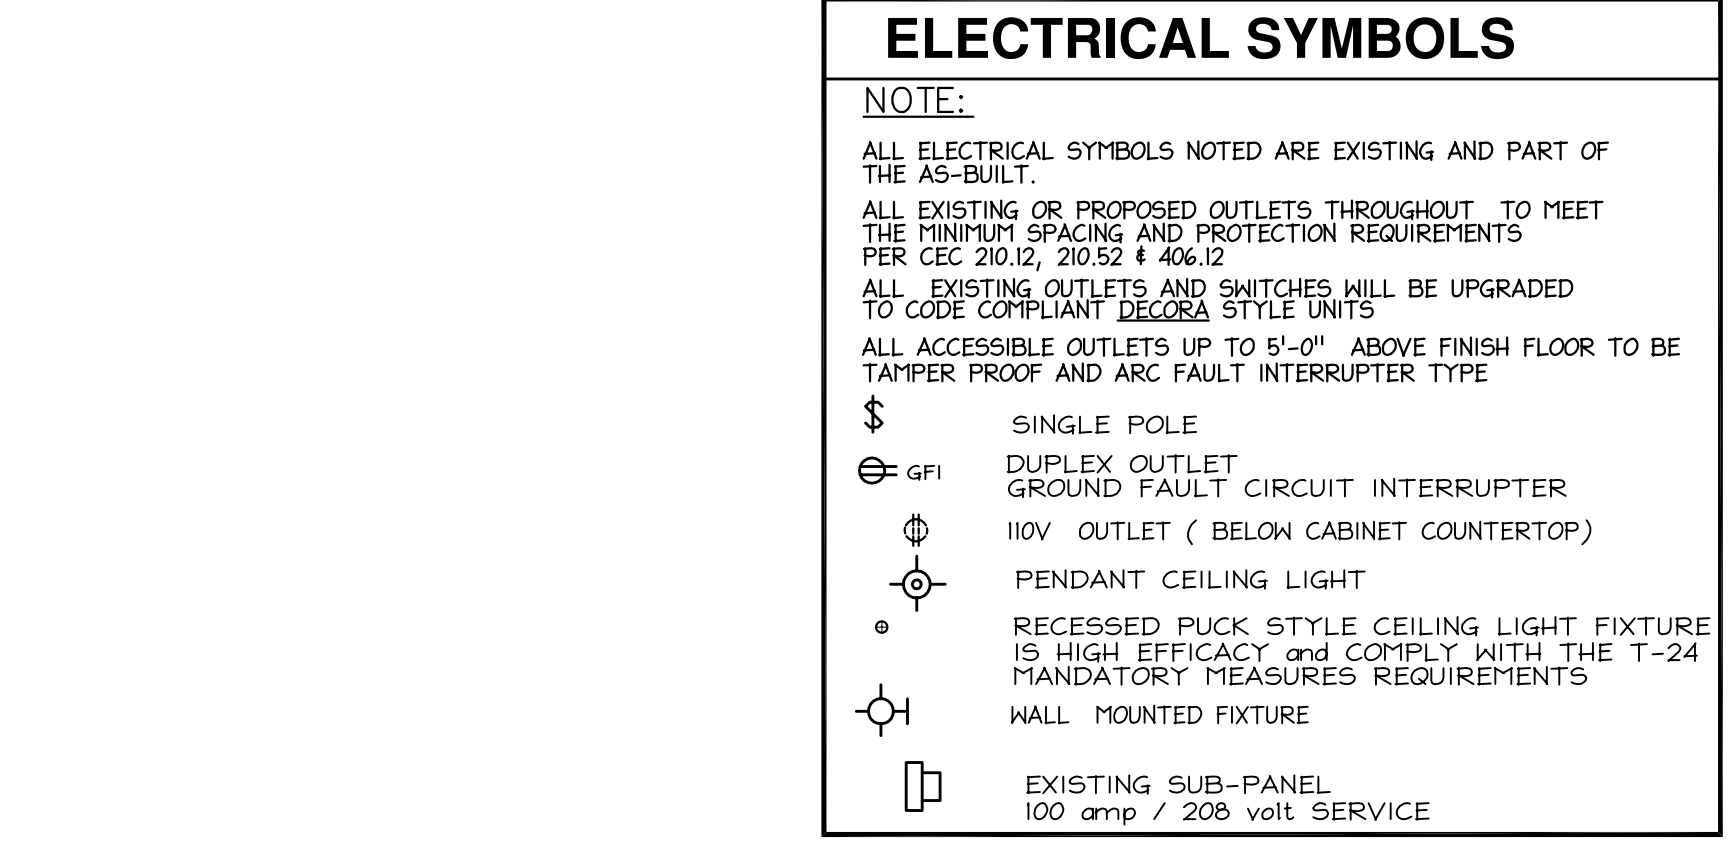 ELECTRICAL SYMBOLS
NOTE:
ALL ELECTRICAL SYMBOLS NOTED ARE EXISTING AND PART OF
THE AS-BUILT.
ALL EXISTING OR PROPOSED OUTLETS THROUGHOUT TO MEET
THE MINIMUM SPACING AND PROTECTION REQUIREMENTS
PER CEC 210.12, 210.52 & 406.12
ALL EXISTING OUTLETS AND SWITCHES WILL BE UPGRADED
TO CODE COMPLIANT DECORA STYLE UNITS
ALL ACCESSIBLE OUTLETS UP TO 5'-0" ABOVE FINISH FLOOR TO BE
TAMPER PROOF AND ARC FAULT INTERRUPTER TYPE
$ SINGLE POLE
GFI DUPLEX OUTLET
GROUND FAULT CIRCUIT INTERRUPTER
110V OUTLET ( BELOW CABINET COUNTERTOP)
PENDANT CEILING LIGHT
RECESSED PUCK STYLE CEILING LIGHT FIXTURE
IS HIGH EFFICACY and COMPLY WITH THE T-24
MANDATORY MEASURES REQUIREMENTS
WALL MOUNTED FIXTURE
EXISTING SUB-PANEL
100 amp / 208 volt SERVICE